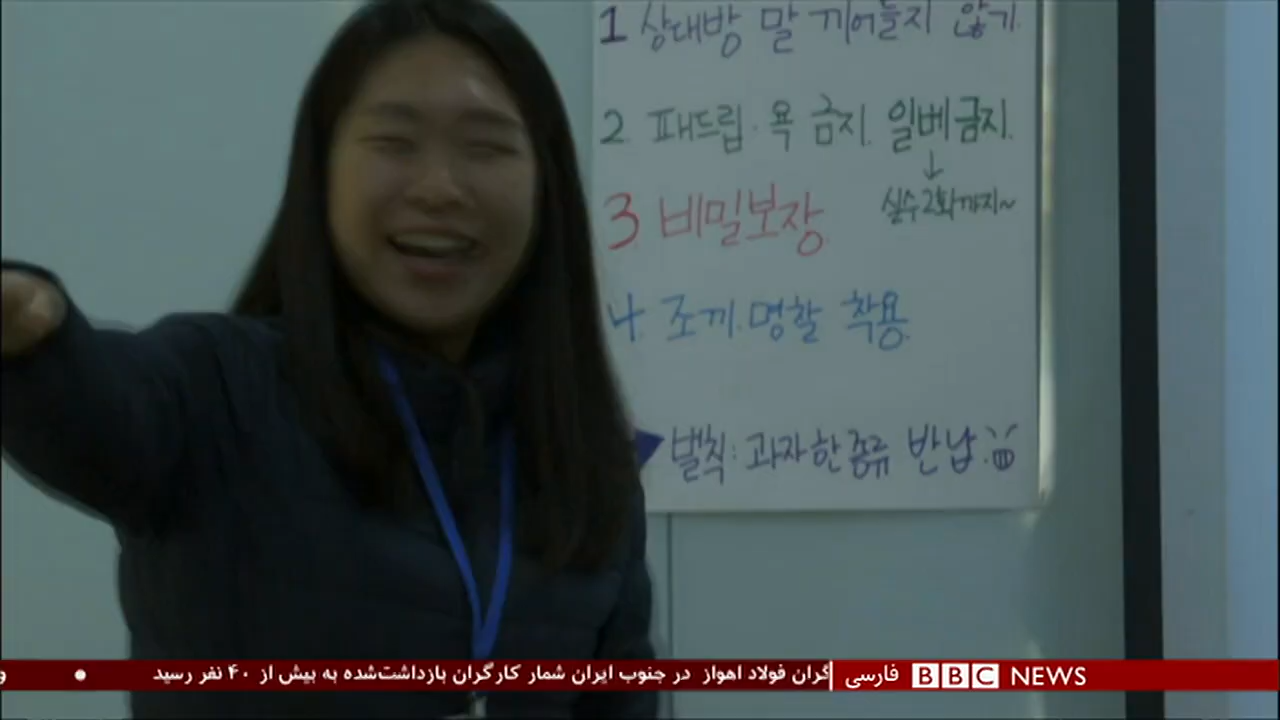 1 상대방 말 끼어들지 않기.
2 패드립·욕 금지. 일베금지.
↓
실수 2회까지~
3 비밀보장.
4 조끼. 명찰 착용.
벌칙: 과자 한 종류 반납.
گران فولاد اهواز در جنوب ایران شمار کارگران بازداشت‌شده به بیش از ۴۰ نفر رسید • و
BBC NEWS فارسی